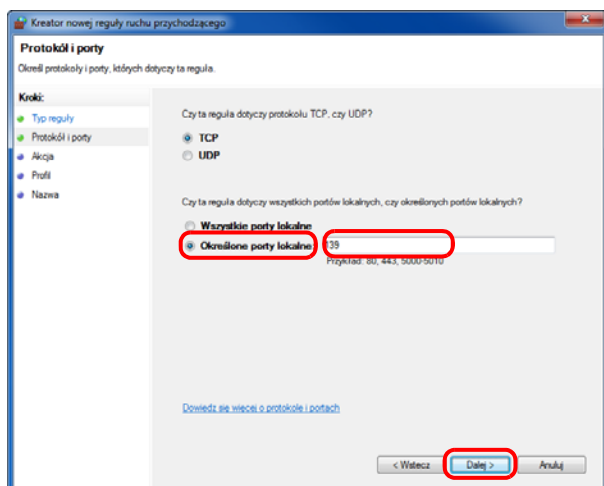 Kreator nowej reguły ruchu przychodzącego
Protokół i porty
Określ protokoły i porty, których dotyczy ta reguła.
Kroki:
Typ reguły
Protokół i porty
Akcja
Profil
Nazwa
Czy ta reguła dotyczy protokołu TCP, czy UDP?
TCP
UDP
Czy ta reguła dotyczy wszystkich portów lokalnych, czy określonych portów lokalnych?
Wszystkie porty lokalne
Określone porty lokalne: 139
Przykład: 80, 443, 5000-5010
Dowiedz się więcej o protokole i portach
< Wstecz Dalej > Anuluj